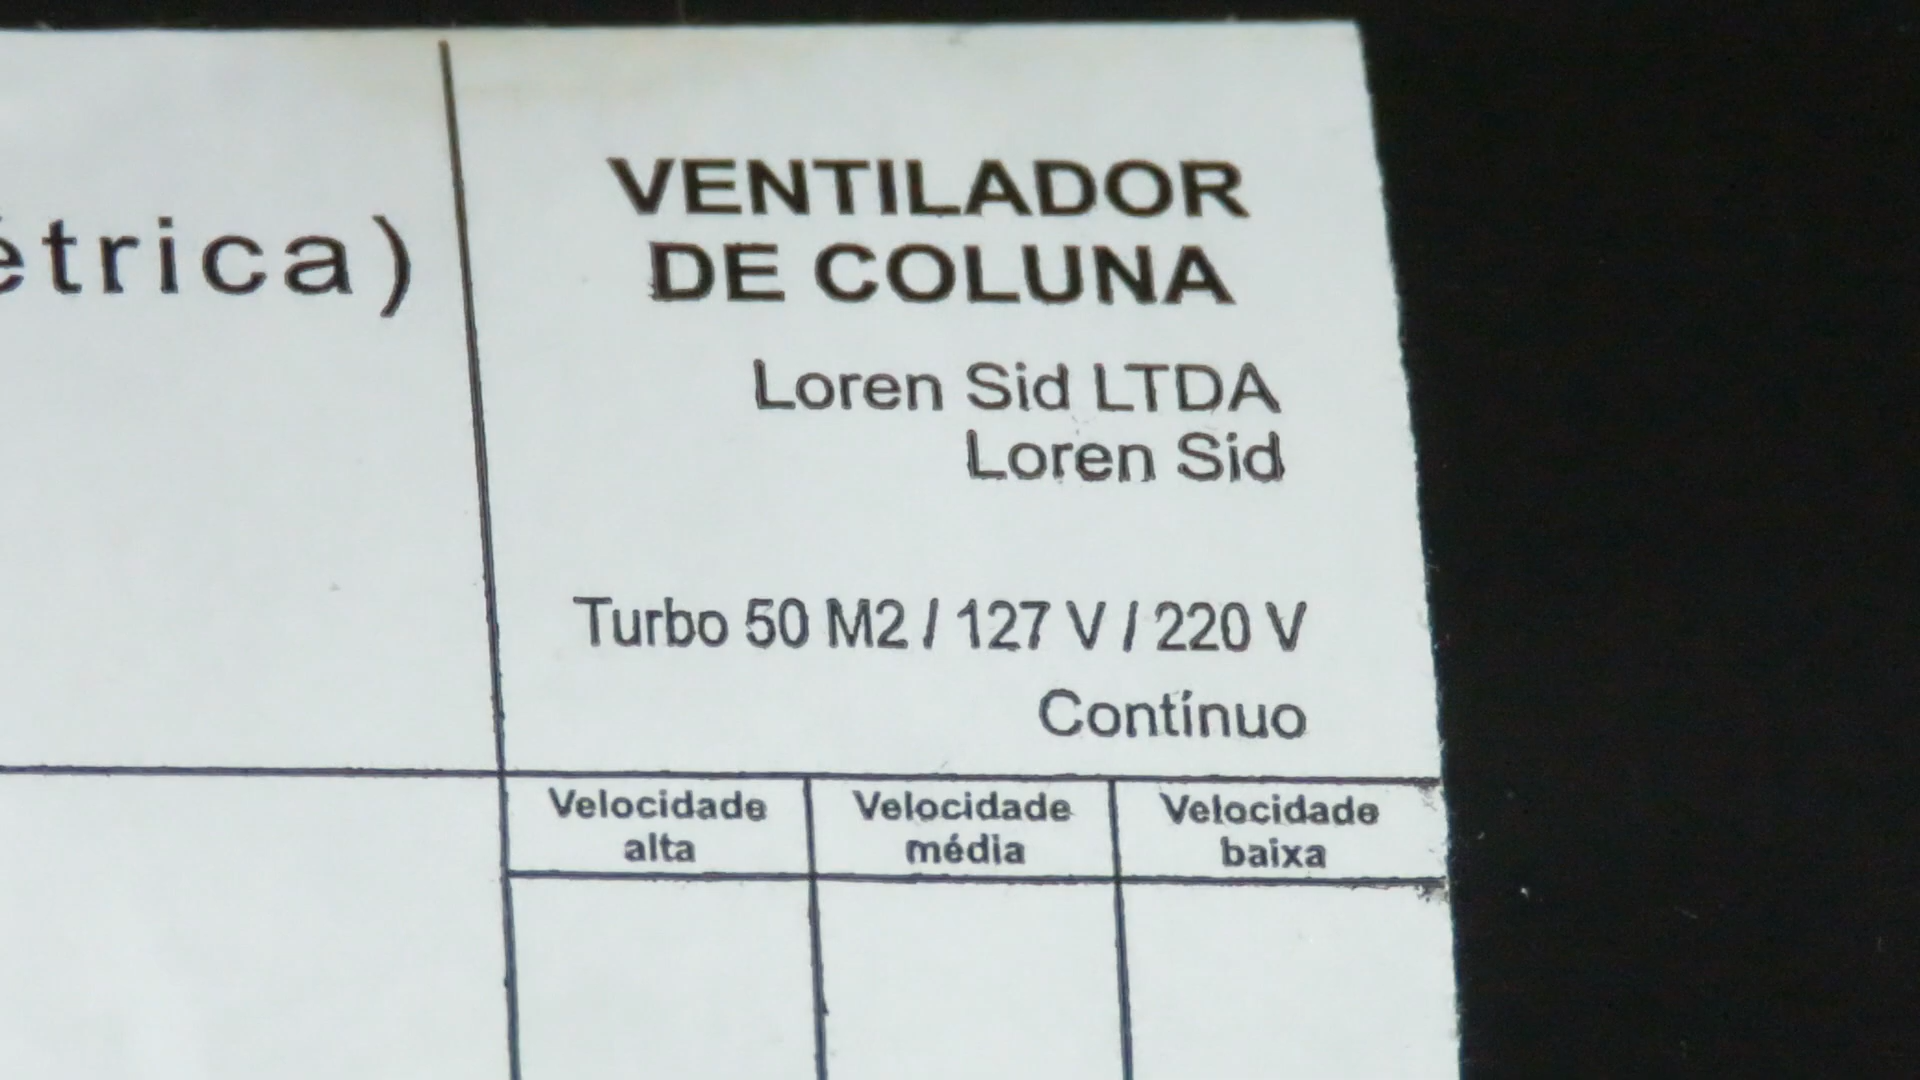 étrica)
VENTILADOR
DE COLUNA
Loren Sid LTDA
Loren Sid
Turbo 50 M2 / 127 V / 220 V
Contínuo
Velocidade alta
Velocidade média
Velocidade baixa